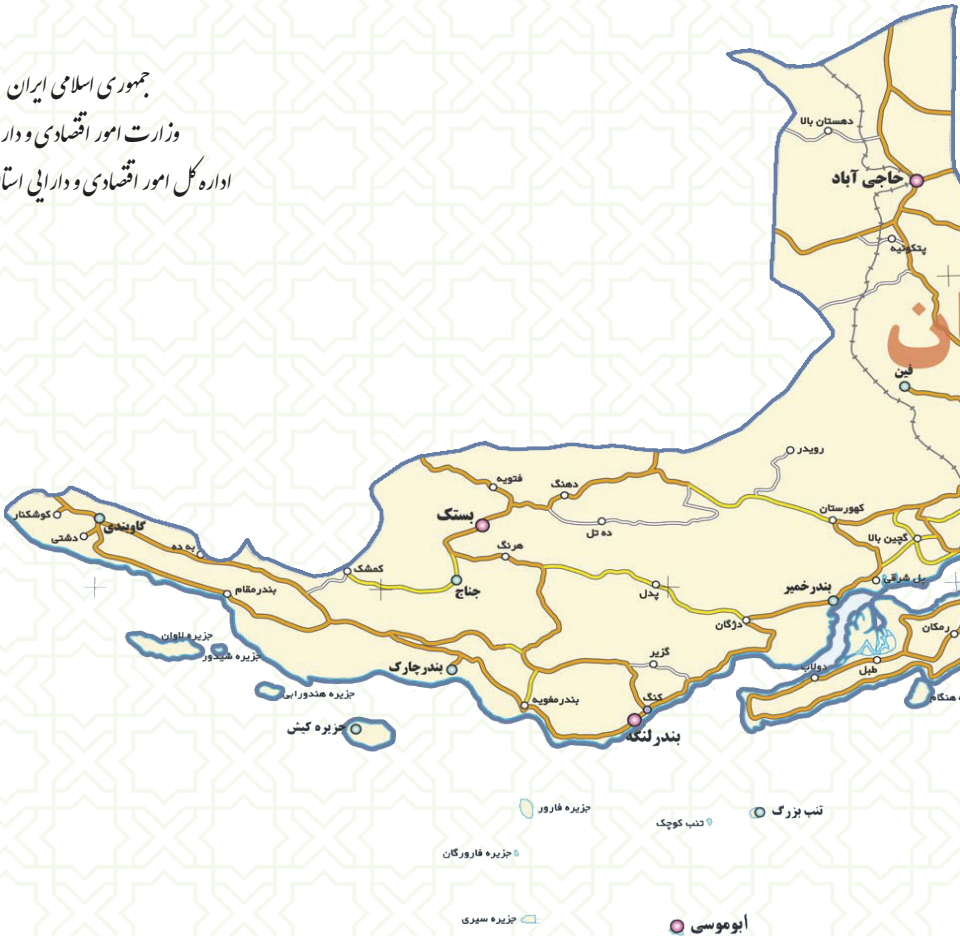 جمهوری اسلامی ایران
وزارت امور اقتصادی و دار
اداره کل امور اقتصادی و دارایی استا
دهستان بالا
حاجی آباد
پتکوئیه
ان
فین
رویدر
فتویه
دهنگ
بستک
ده تل
کهورستان
گچین بالا
کوشکنار
گاوبندی
دشتی
به ده
هرنگ
کمشک
جناح
پدل
پل شرقی
بندرخمیر
بندرمقام
دژگان
رمکان
جزیره لاوان
جزیره شیدور
گزیر
بندرچارک
دولاب
طبل
جزیره هندورابی
بندرمغویه
کنگ
هنگام
جزیره کیش
بندرلنگه
جزیره فارور
تنب بزرگ
تنب کوچک
جزیره فارورگان
جزیره سیری
ابوموسی